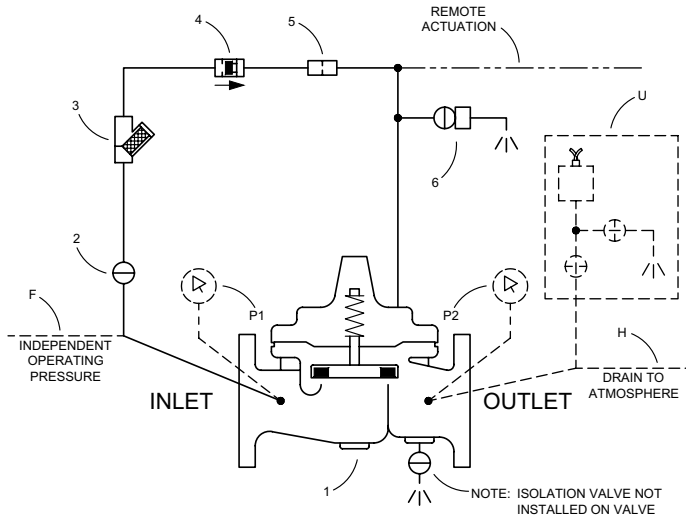 4
5
REMOTE
ACTUATION
U
3
6
2
F
P1
P2
H
INDEPENDENT
OPERATING
PRESSURE
DRAIN TO
ATMOSPHERE
INLET
OUTLET
1
NOTE: ISOLATION VALVE NOT
INSTALLED ON VALVE